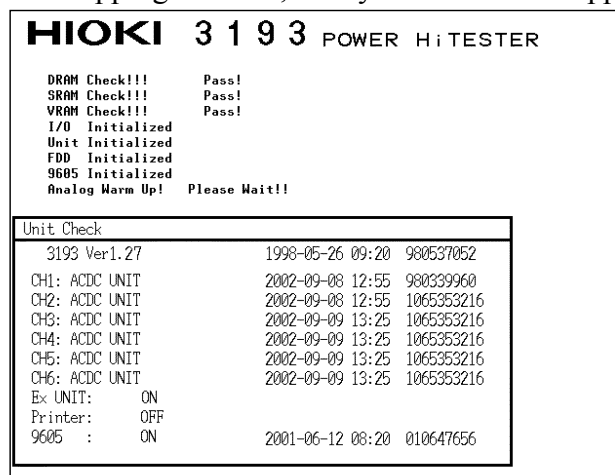 HIOKI 3193 POWER HiTESTER
DRAM Check!!! Pass!
SRAM Check!!! Pass!
VRAM Check!!! Pass!
I/O Initialized
Unit Initialized
FDD Initialized
9605 Initialized
Analog Warm Up! Please Wait!!
Unit Check
3193 Ver1.27 1998-05-26 09:20 980537052
CH1: ACDC UNIT 2002-09-08 12:55 980339960
CH2: ACDC UNIT 2002-09-08 12:55 1065353216
CH3: ACDC UNIT 2002-09-09 13:25 1065353216
CH4: ACDC UNIT 2002-09-09 13:25 1065353216
CH5: ACDC UNIT 2002-09-09 13:25 1065353216
CH6: ACDC UNIT 2002-09-09 13:25 1065353216
Ex UNIT: ON
Printer: OFF
9605 : ON 2001-06-12 08:20 010647656